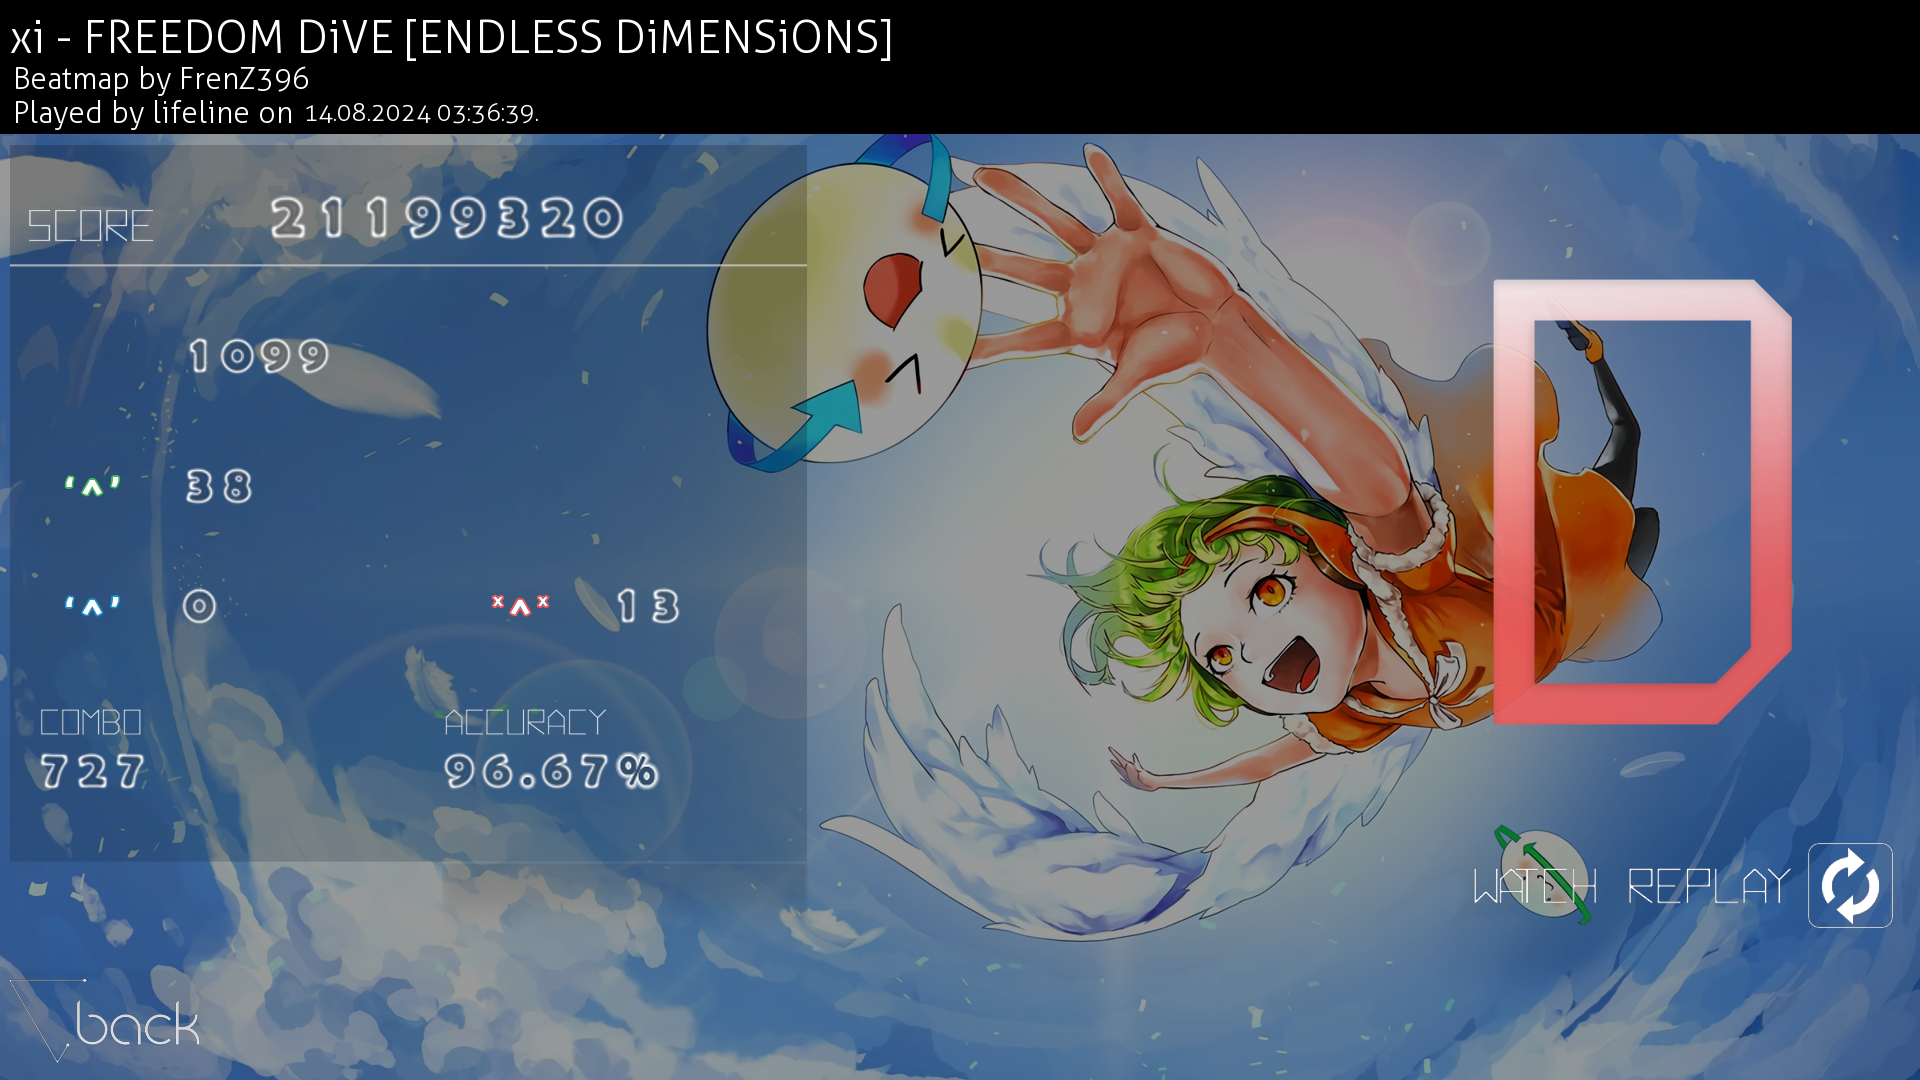 xi - FREEDOM DiVE [ENDLESS DiMENSiONS]
Beatmap by FrenZ396
Played by lifeline on 14.08.2024 03:36:39.
SCORE 21199320
1099
'^' 38
'^' 0 x^x 13
COMBO ACCURACY
727 96.67%
D
WATCH REPLAY
back